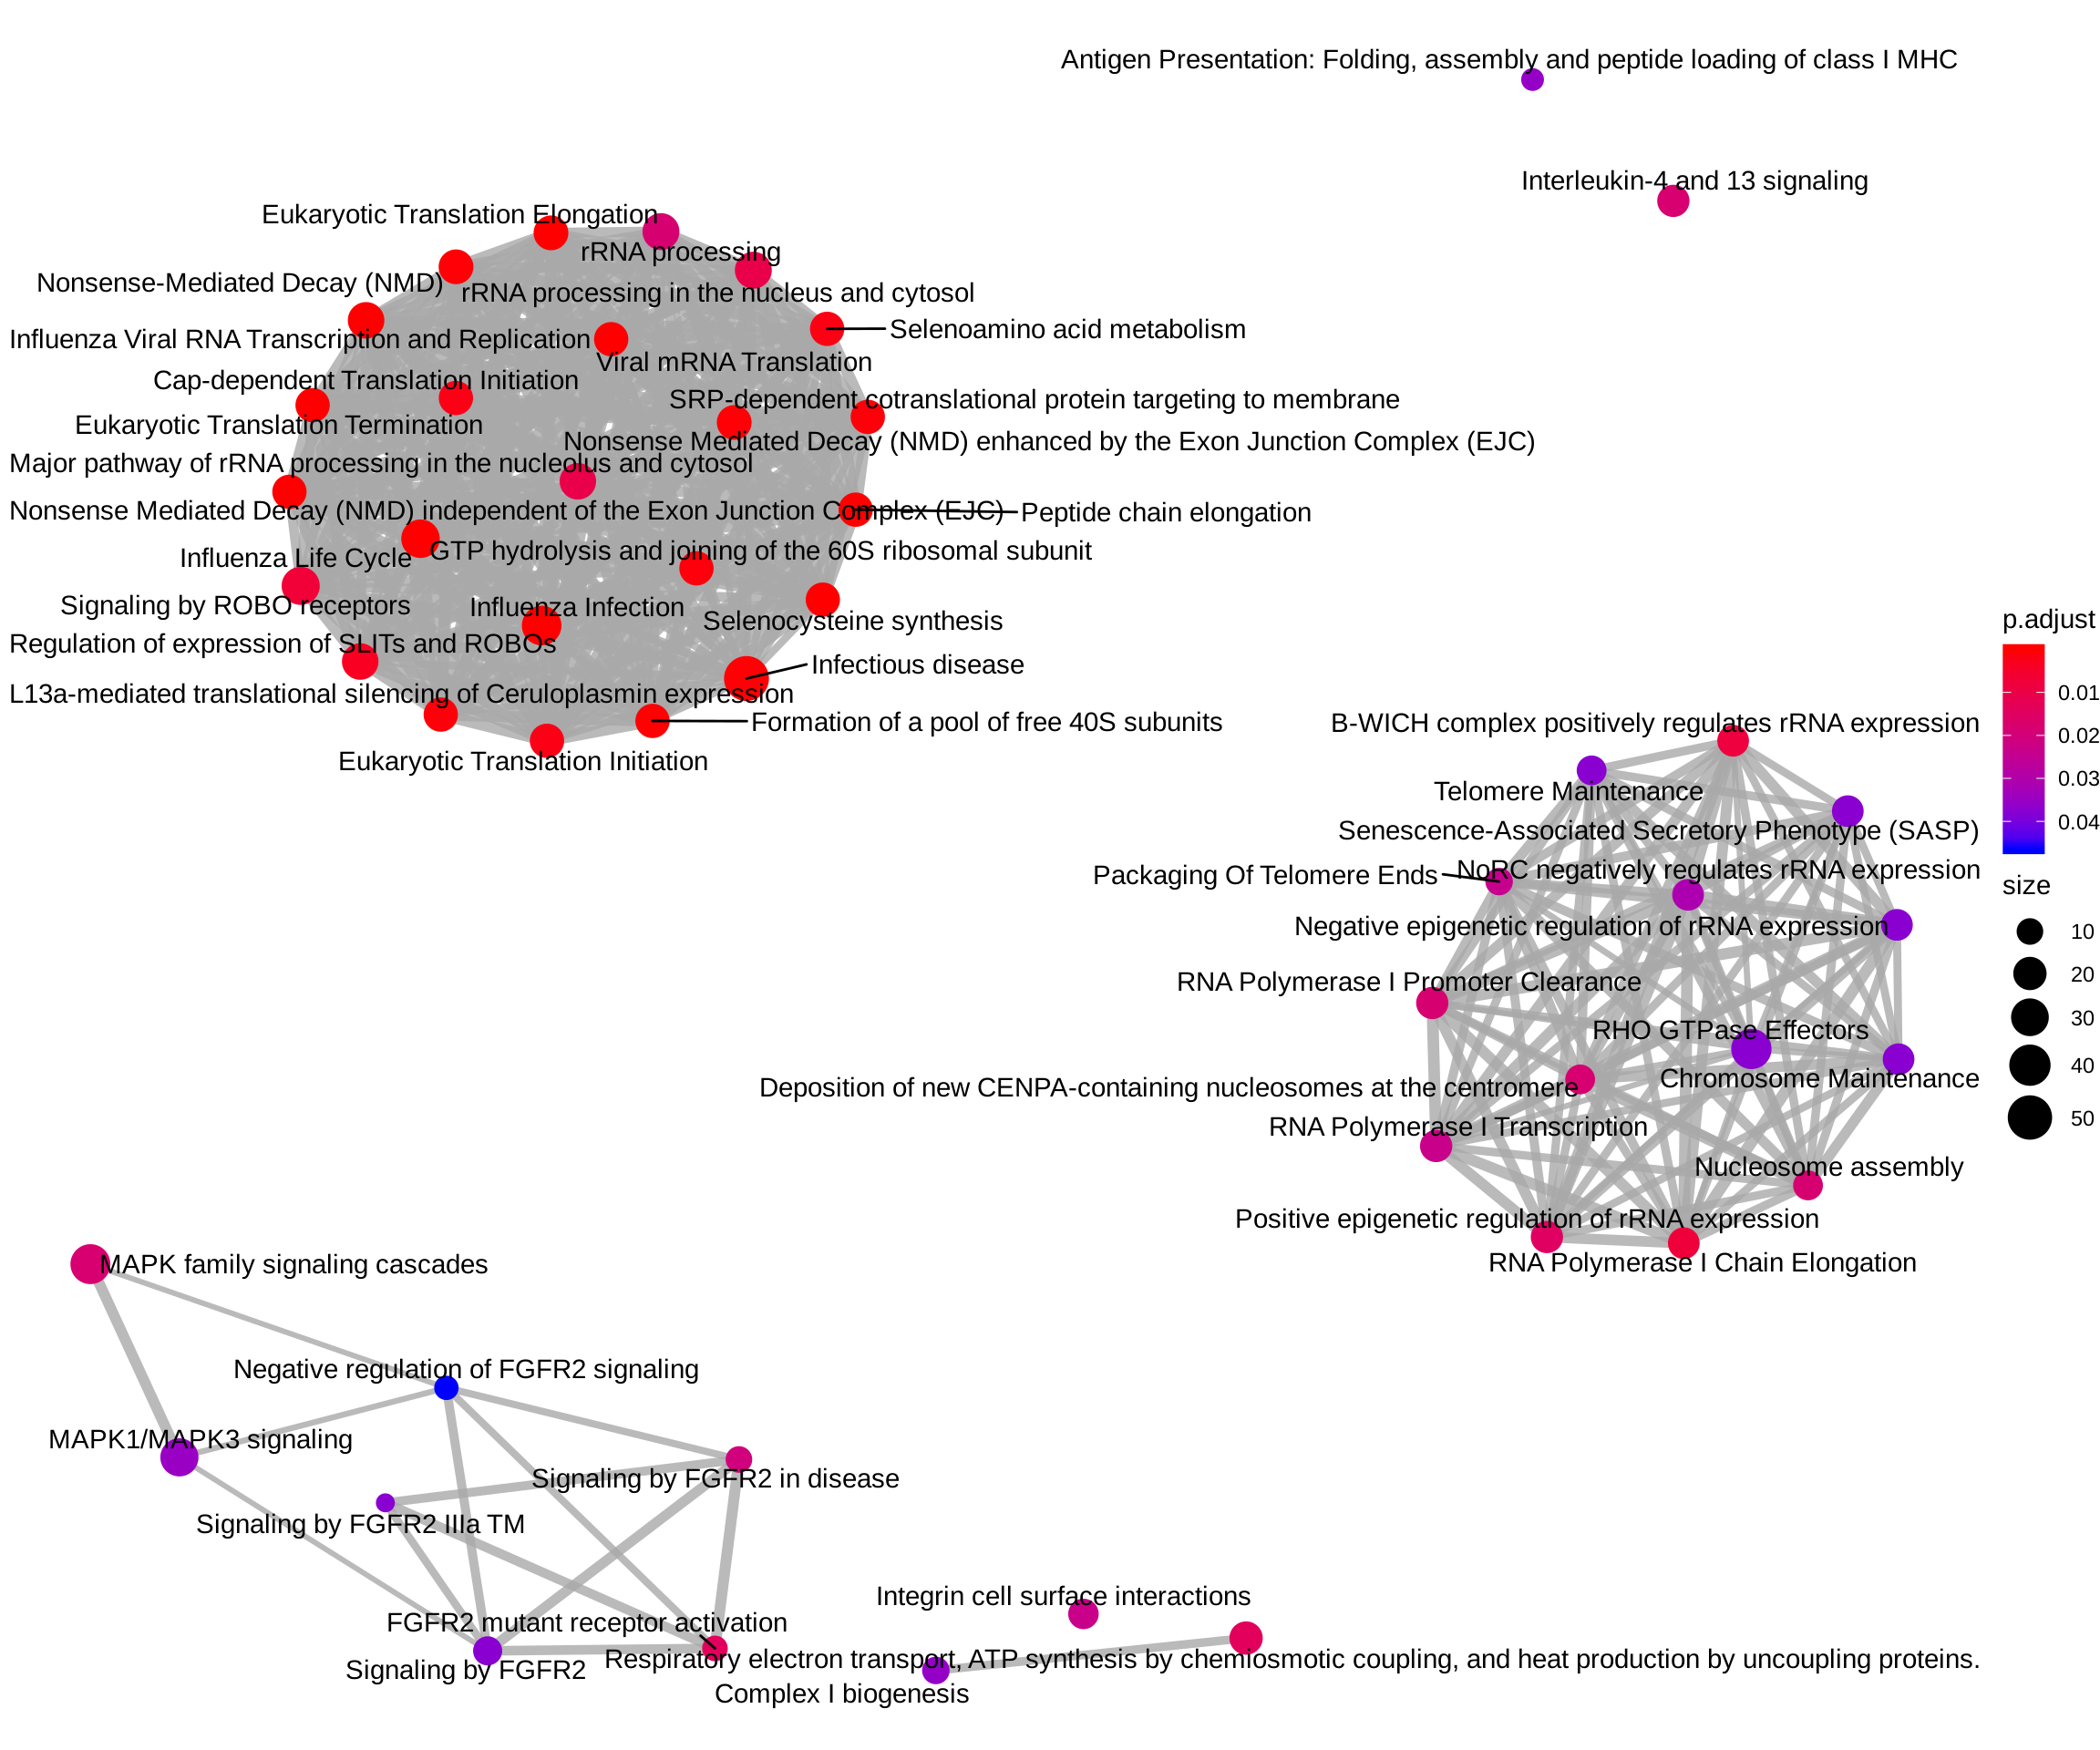 Antigen Presentation: Folding, assembly and peptide loading of class I MHC
Interleukin-4 and 13 signaling
Eukaryotic Translation Elongation
rRNA processing
Nonsense-Mediated Decay (NMD)
rRNA processing in the nucleus and cytosol
Selenoamino acid metabolism
Influenza Viral RNA Transcription and Replication
Viral mRNA Translation
Cap-dependent Translation Initiation
SRP-dependent cotranslational protein targeting to membrane
Eukaryotic Translation Termination
Nonsense Mediated Decay (NMD) enhanced by the Exon Junction Complex (EJC)
Major pathway of rRNA processing in the nucleolus and cytosol
Nonsense Mediated Decay (NMD) independent of the Exon Junction Complex (EJC)
Peptide chain elongation
GTP hydrolysis and joining of the 60S ribosomal subunit
Influenza Life Cycle
Signaling by ROBO receptors
Influenza Infection
Selenocysteine synthesis
Regulation of expression of SLITs and ROBOs
Infectious disease
L13a-mediated translational silencing of Ceruloplasmin expression
Formation of a pool of free 40S subunits
Eukaryotic Translation Initiation
B-WICH complex positively regulates rRNA expression
Telomere Maintenance
Senescence-Associated Secretory Phenotype (SASP)
NoRC negatively regulates rRNA expression
Packaging Of Telomere Ends
Negative epigenetic regulation of rRNA expression
RNA Polymerase I Promoter Clearance
RHO GTPase Effectors
Chromosome Maintenance
Deposition of new CENPA-containing nucleosomes at the centromere
RNA Polymerase I Transcription
Nucleosome assembly
Positive epigenetic regulation of rRNA expression
RNA Polymerase I Chain Elongation
p.adjust
0.01
0.02
0.03
0.04
size
10
20
30
40
50
MAPK family signaling cascades
Negative regulation of FGFR2 signaling
MAPK1/MAPK3 signaling
Signaling by FGFR2 in disease
Signaling by FGFR2 IIIa TM
FGFR2 mutant receptor activation
Signaling by FGFR2
Integrin cell surface interactions
Respiratory electron transport, ATP synthesis by chemiosmotic coupling, and heat production by uncoupling proteins.
Complex I biogenesis